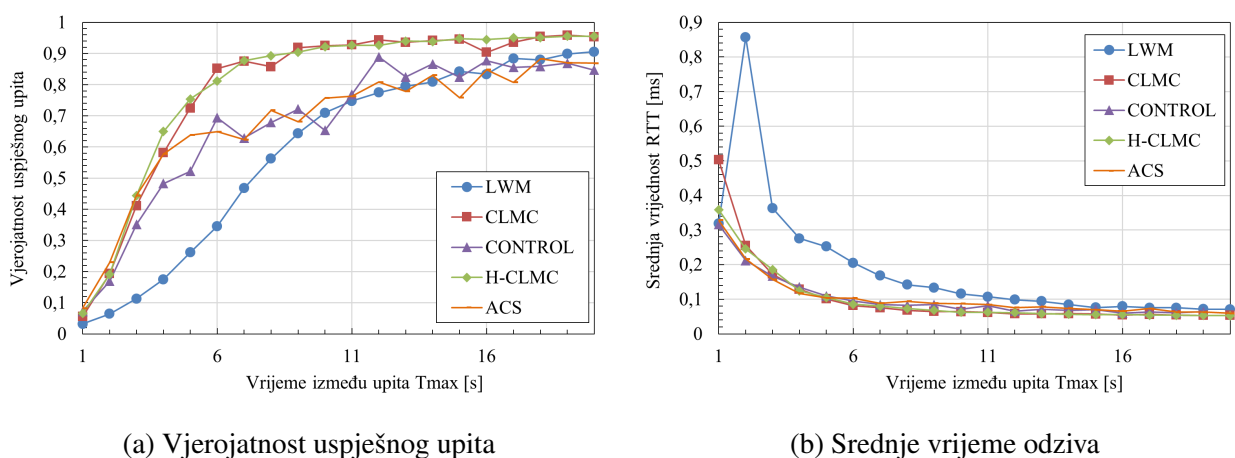 1
0,9
0,8
0,7
0,6
0,5
0,4
0,3
0,2
0,1
0
Vjerojatnost uspješnog upita
LWM
CLMC
CONTROL
H-CLMC
ACS
1
6
11
16
Vrijeme između upita Tmax [s]
(a) Vjerojatnost uspješnog upita
0,9
0,8
0,7
0,6
0,5
0,4
0,3
0,2
0,1
0
Srednja vrijednost RTT [ms]
LWM
CLMC
CONTROL
H-CLMC
ACS
1
6
11
16
Vrijeme između upita Tmax [s]
(b) Srednje vrijeme odziva